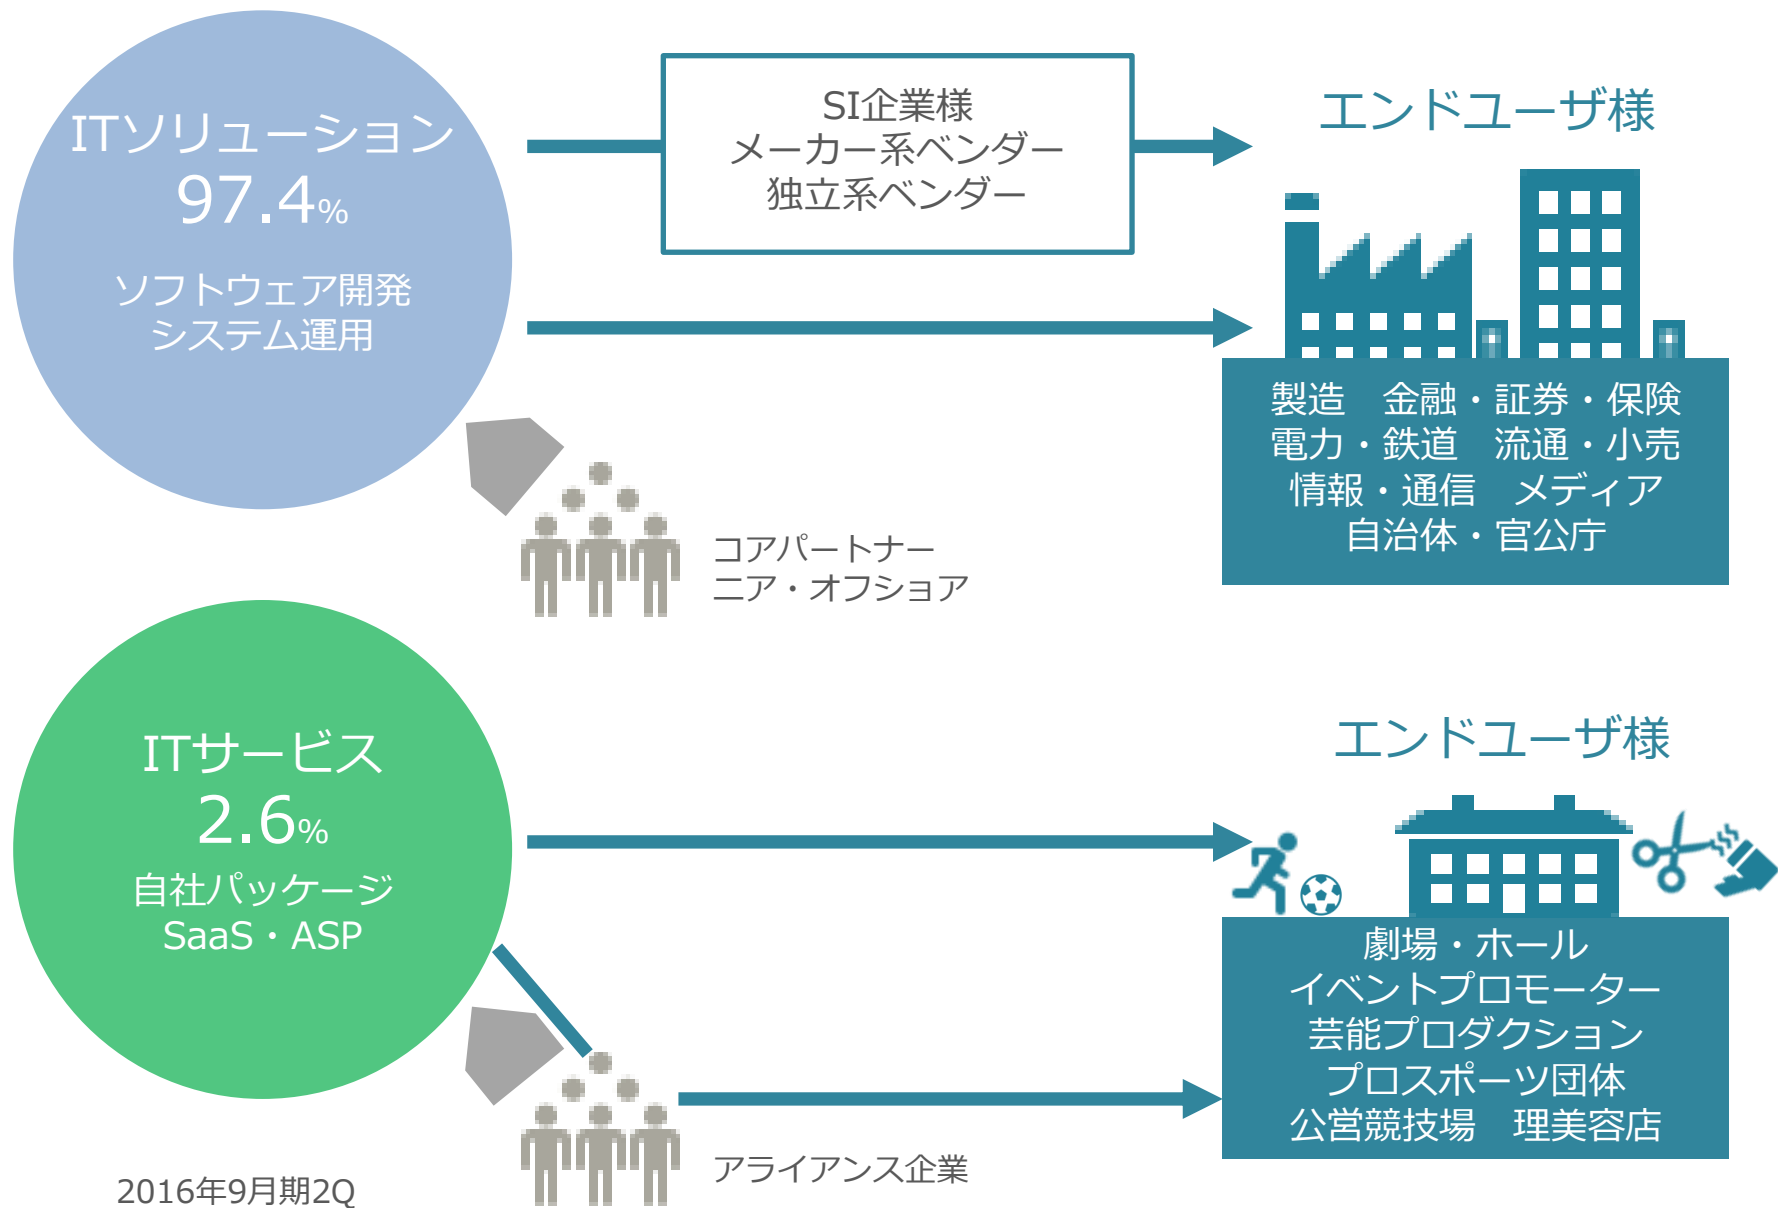 ITソリューション
97.4%
ソフトウェア開発
システム運用
SI企業様
メーカー系ベンダー
独立系ベンダー
エンドユーザ様
製造　金融・証券・保険
電力・鉄道　流通・小売
情報・通信　メディア
自治体・官公庁
コアパートナー
ニア・オフショア
ITサービス
2.6%
自社パッケージ
SaaS・ASP
エンドユーザ様
劇場・ホール
イベントプロモーター
芸能プロダクション
プロスポーツ団体
公営競技場　理美容店
アライアンス企業
2016年9月期2Q